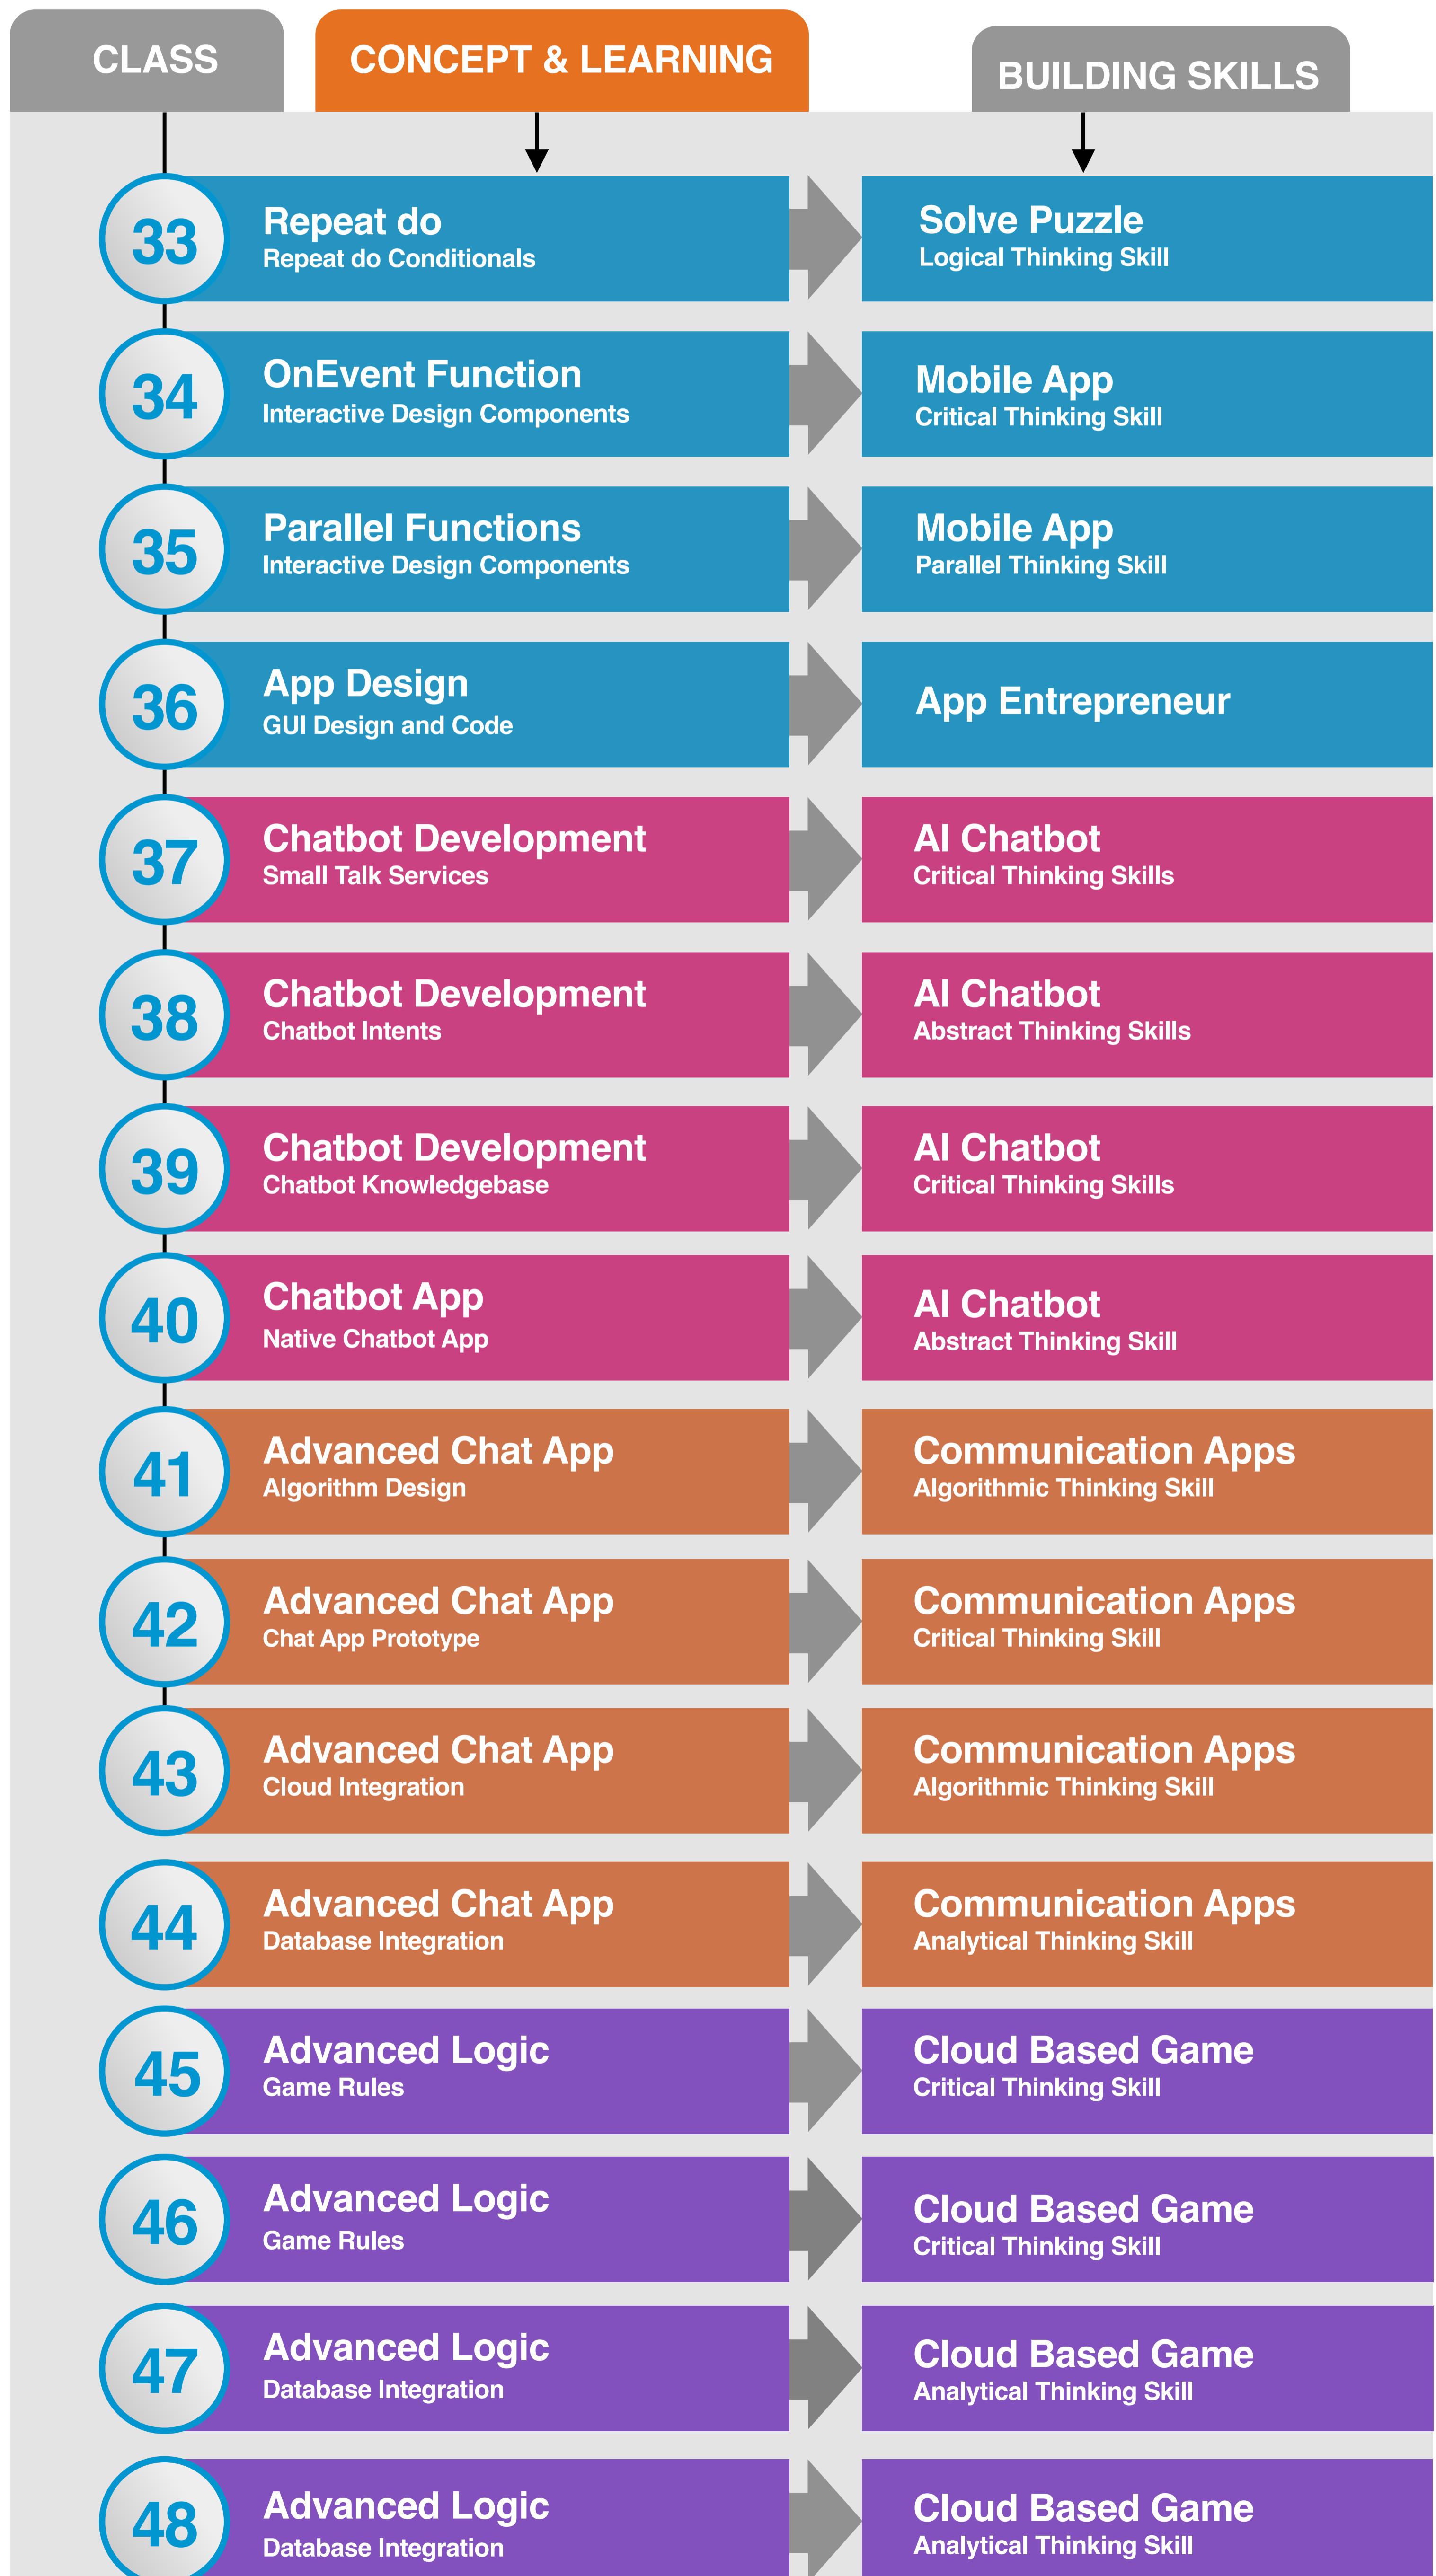 CLASS
CONCEPT & LEARNING
BUILDING SKILLS
33
Repeat do
Repeat do Conditionals
Solve Puzzle
Logical Thinking Skill
34
OnEvent Function
Interactive Design Components
Mobile App
Critical Thinking Skill
35
Parallel Functions
Interactive Design Components
Mobile App
Parallel Thinking Skill
36
App Design
GUI Design and Code
App Entrepreneur
37
Chatbot Development
Small Talk Services
AI Chatbot
Critical Thinking Skills
38
Chatbot Development
Chatbot Intents
AI Chatbot
Abstract Thinking Skills
39
Chatbot Development
Chatbot Knowledgebase
AI Chatbot
Critical Thinking Skills
40
Chatbot App
Native Chatbot App
AI Chatbot
Abstract Thinking Skill
41
Advanced Chat App
Algorithm Design
Communication Apps
Algorithmic Thinking Skill
42
Advanced Chat App
Chat App Prototype
Communication Apps
Critical Thinking Skill
43
Advanced Chat App
Cloud Integration
Communication Apps
Algorithmic Thinking Skill
44
Advanced Chat App
Database Integration
Communication Apps
Analytical Thinking Skill
45
Advanced Logic
Game Rules
Cloud Based Game
Critical Thinking Skill
46
Advanced Logic
Game Rules
Cloud Based Game
Critical Thinking Skill
47
Advanced Logic
Database Integration
Cloud Based Game
Analytical Thinking Skill
48
Advanced Logic
Database Integration
Cloud Based Game
Analytical Thinking Skill